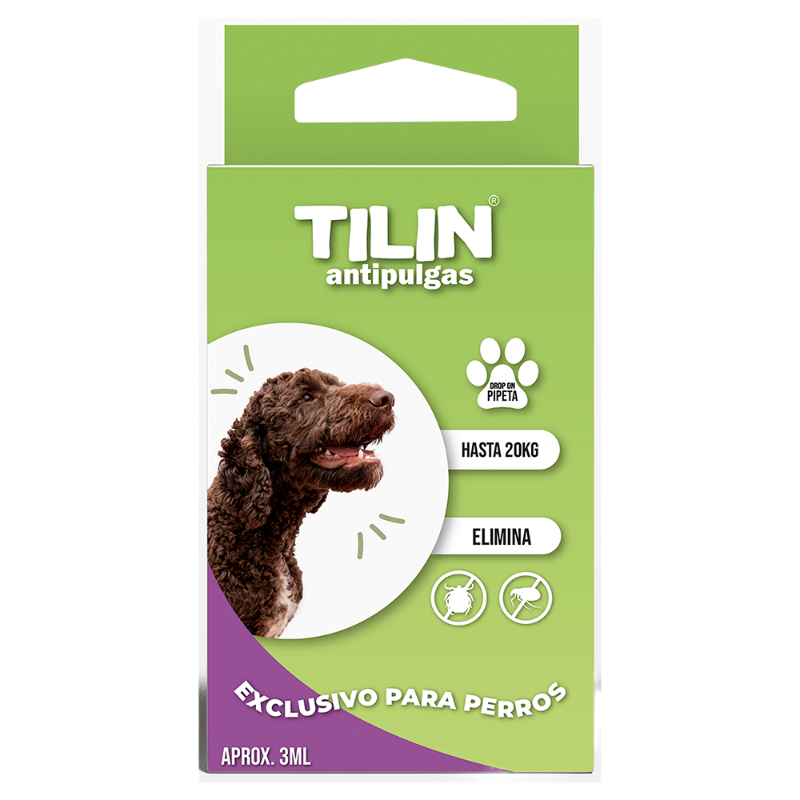 TILIN®
antipulgas
DROP ON
PIPETA
HASTA 20KG
ELIMINA
EXCLUSIVO PARA PERROS
APROX. 3ML